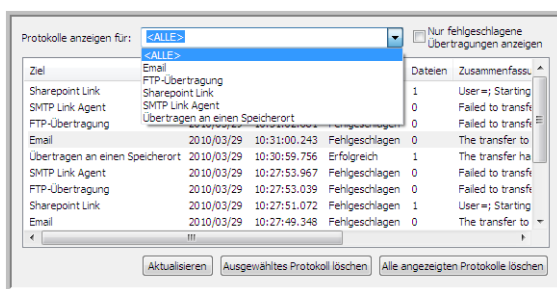 Protokolle anzeigen für: <ALLE> Nur fehlgeschlagene
Übertragungen anzeigen
<ALLE>
Email
FTP-Übertragung
Sharepoint Link
SMTP Link Agent
Übertragen an einen Speicherort
Ziel Dateien Zusammenfassu
Sharepoint Link 1 User=; Starting
SMTP Link Agent 0 Failed to transfe
FTP-Übertragung 2010/03/29 Fehlgeschlagen 0 Failed to transfe
Email 2010/03/29 10:31:00.243 Fehlgeschlagen 0 The transfer to
Übertragen an einen Speicherort 2010/03/29 10:30:59.756 Erfolgreich 1 The transfer ha
SMTP Link Agent 2010/03/29 10:27:53.967 Fehlgeschlagen 0 Failed to transfe
FTP-Übertragung 2010/03/29 10:27:53.039 Fehlgeschlagen 0 Failed to transfe
Sharepoint Link 2010/03/29 10:27:51.072 Fehlgeschlagen 1 User=; Starting
Email 2010/03/29 10:27:49.348 Fehlgeschlagen 0 The transfer to
Aktualisieren Ausgewähltes Protokoll löschen Alle angezeigten Protokolle löschen